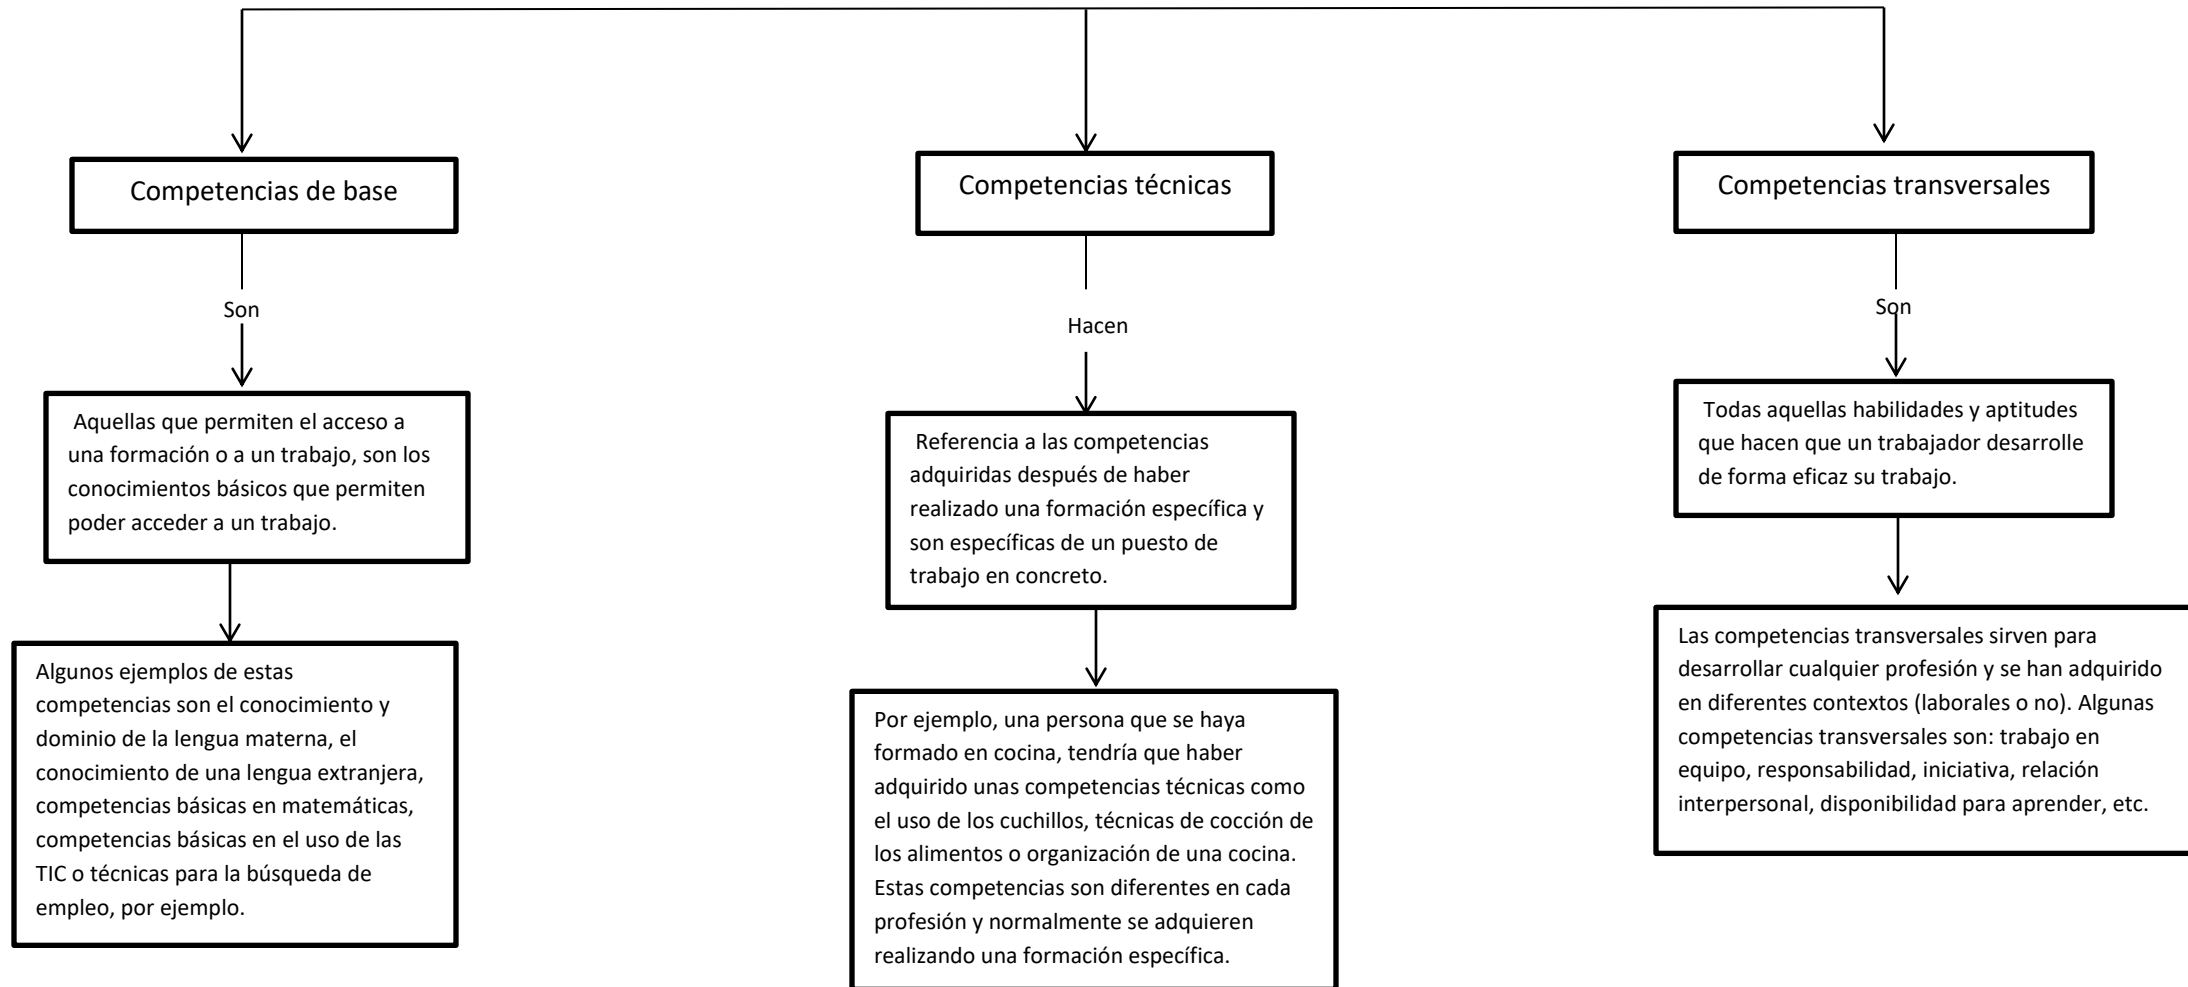 Competencias de base
Son
Aquellas que permiten el acceso a
una formación o a un trabajo, son los
conocimientos básicos que permiten
poder acceder a un trabajo.
Algunos ejemplos de estas
competencias son el conocimiento y
dominio de la lengua materna, el
conocimiento de una lengua extranjera,
competencias básicas en matemáticas,
competencias básicas en el uso de las
TIC o técnicas para la búsqueda de
empleo, por ejemplo.
Competencias técnicas
Hacen
Referencia a las competencias
adquiridas después de haber
realizado una formación específica y
son específicas de un puesto de
trabajo en concreto.
Por ejemplo, una persona que se haya
formado en cocina, tendría que haber
adquirido unas competencias técnicas como
el uso de los cuchillos, técnicas de cocción de
los alimentos o organización de una cocina.
Estas competencias son diferentes en cada
profesión y normalmente se adquieren
realizando una formación específica.
Competencias transversales
Son
Todas aquellas habilidades y aptitudes
que hacen que un trabajador desarrolle
de forma eficaz su trabajo.
Las competencias transversales sirven para
desarrollar cualquier profesión y se han adquirido
en diferentes contextos (laborales o no). Algunas
competencias transversales son: trabajo en
equipo, responsabilidad, iniciativa, relación
interpersonal, disponibilidad para aprender, etc.